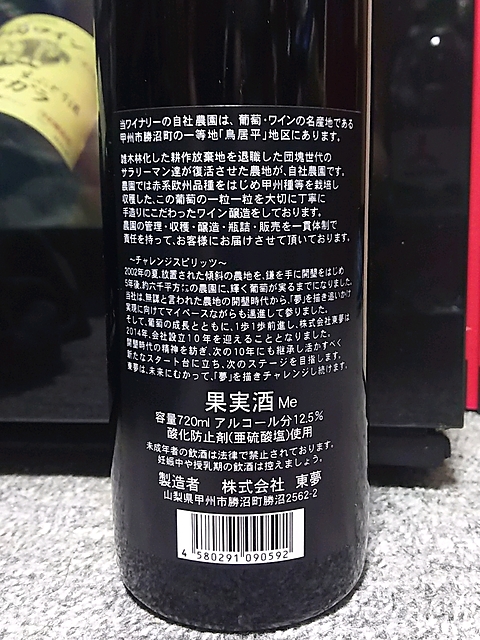 当ワイナリーの自社農園は、葡萄・ワインの名産地である
甲州市勝沼町の一等地「鳥居平」地区にあります。
雑木林化した耕作放棄地を退職した団塊世代の
サラリーマン達が復活させた農地が、自社農園です。
農園では赤系欧州品種をはじめ甲州種等を栽培し
収穫した、この葡萄の一粒一粒を大切に丁寧に
手造りにこだわったワイン醸造をしております。
農園の管理・収穫・醸造・瓶詰・販売を一貫体制で
責任を持って、お客様にお届けさせて頂いております。
～チャレンジスピリッツ～
2002年の夏、放置された傾斜の農地を、鎌を手に開墾をはじめ
5年後、約六千平方㍍の農園に、輝く葡萄が実るまでになりました。
当社は、無謀と言われた農地の開墾時代から、「夢」を描き追いかけ
実現に向けてマイペースながらも邁進して参りました。
そして、葡萄の成長とともに、1歩1歩前進し、株式会社東夢は
2014年、会社設立10年を迎えることとなりました。
開墾時代の精神を紡ぎ、次の10年にも継承し活かすべく
新たなスタート台に立ち、次のステージを目指します。
東夢は、未来にむかって、「夢」を描きチャレンジし続けます。
果実酒 Me
容量720ml アルコール分12.5%
酸化防止剤(亜硫酸塩)使用
未成年者の飲酒は法律で禁止されております。
妊娠中や授乳期の飲酒は控えましょう。
製造者 株式会社 東夢
山梨県甲州市勝沼町勝沼2562-2
4 580291 090592